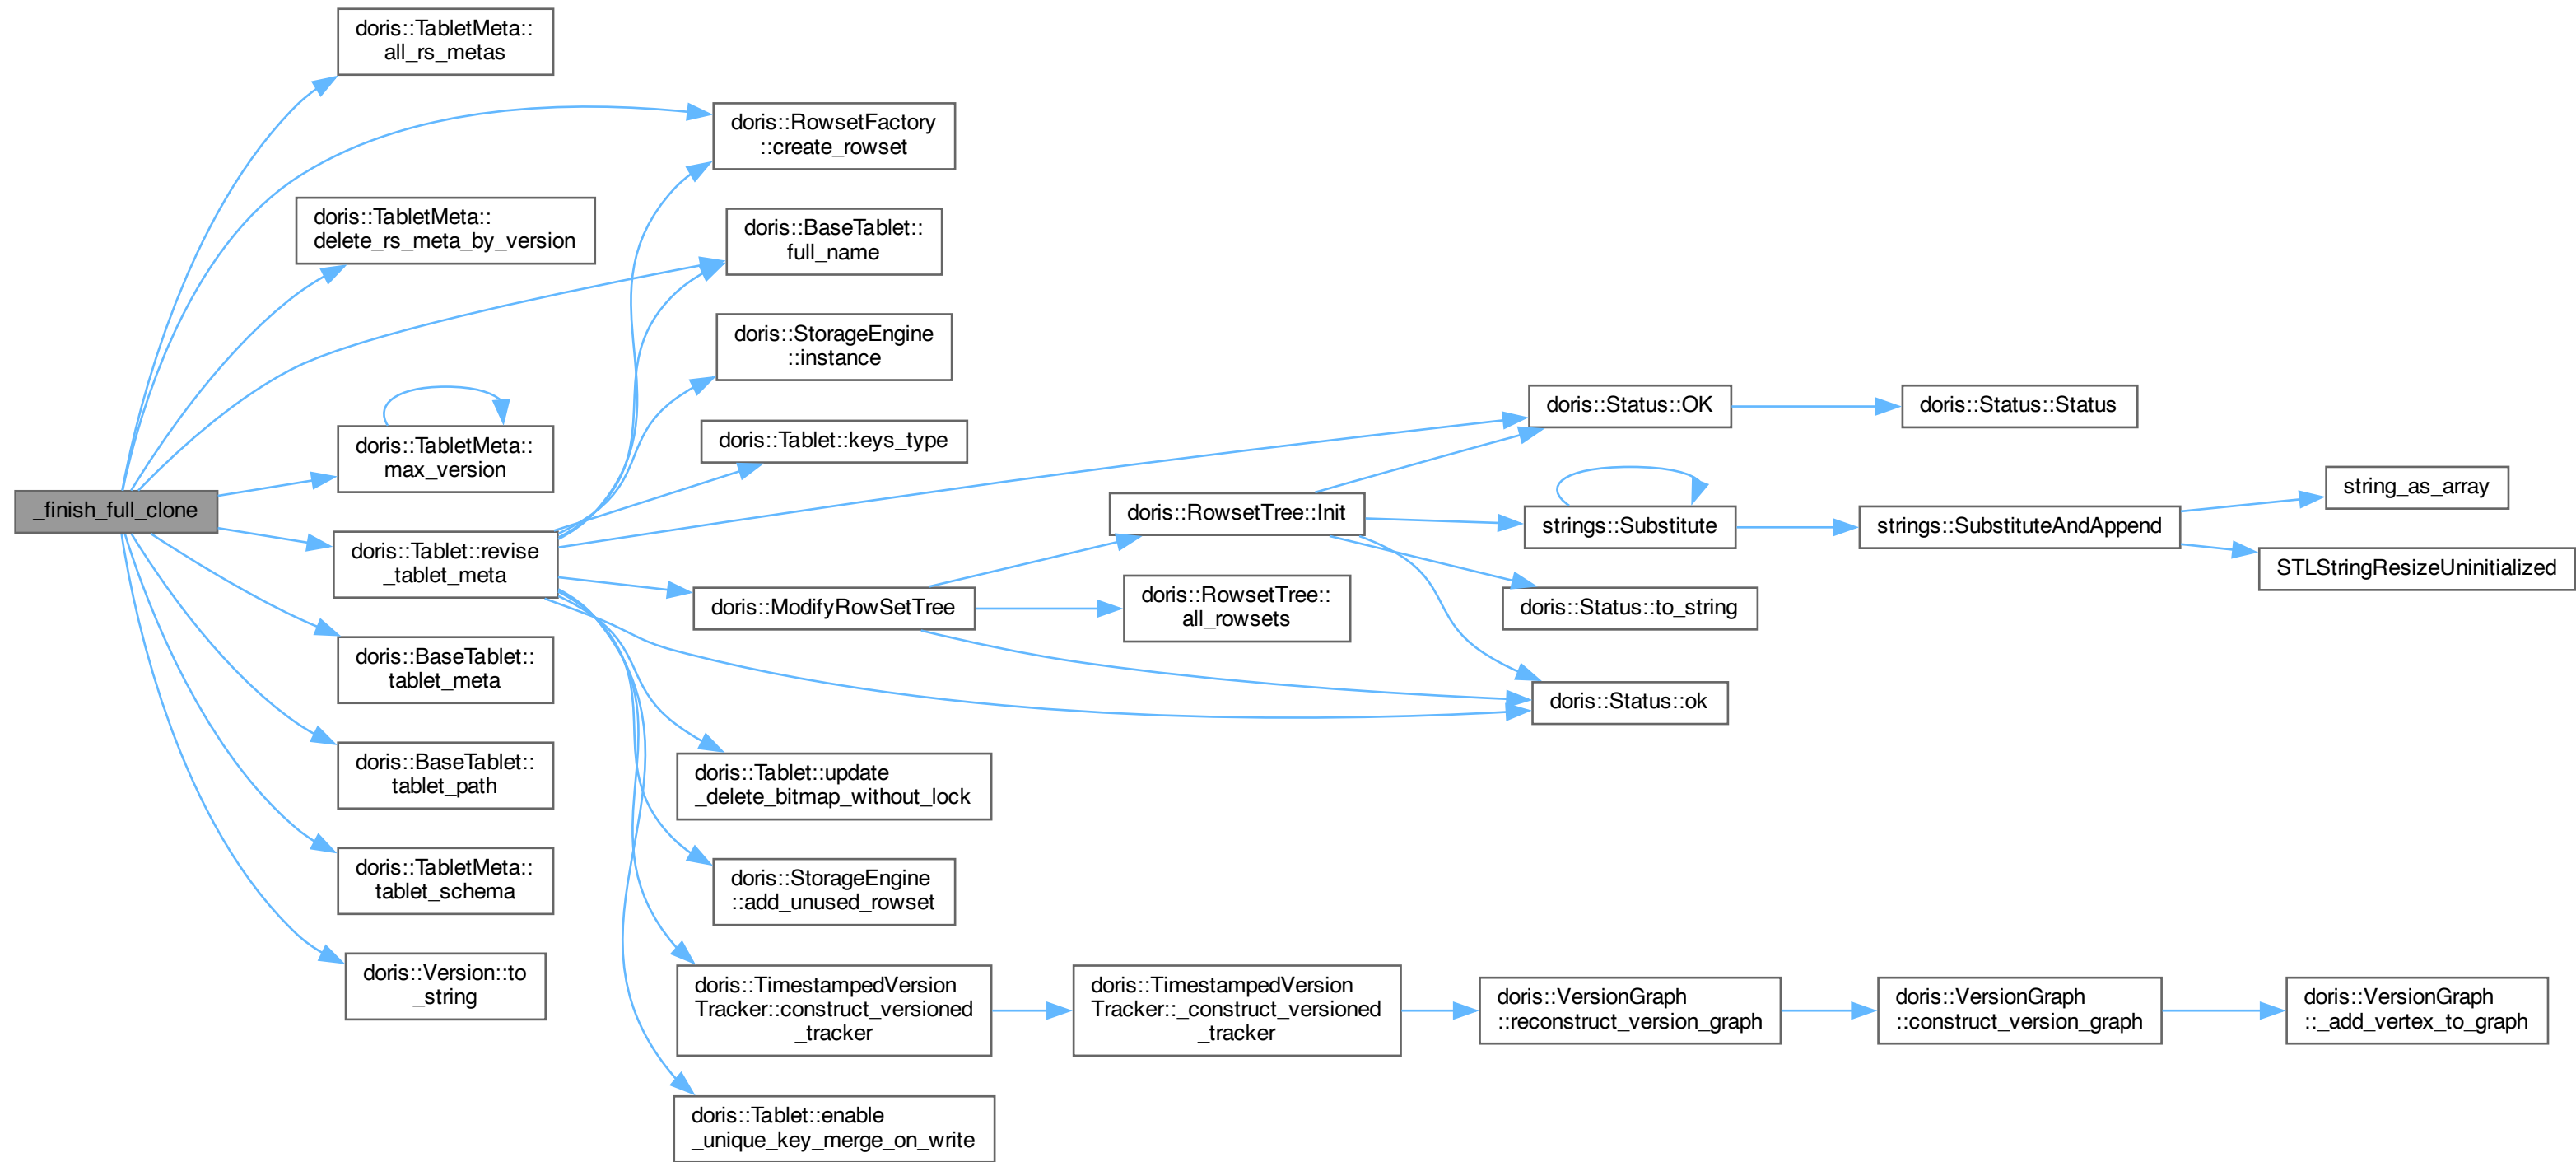 _finish_full_clone
doris::TabletMeta::
all_rs_metas
doris::RowsetFactory
::create_rowset
doris::TabletMeta::
delete_rs_meta_by_version
doris::BaseTablet::
full_name
doris::StorageEngine
::instance
doris::TabletMeta::
max_version
doris::Tablet::keys_type
doris::Tablet::revise
_tablet_meta
doris::BaseTablet::
tablet_meta
doris::BaseTablet::
tablet_path
doris::TabletMeta::
tablet_schema
doris::Version::to
_string
doris::ModifyRowSetTree
doris::Tablet::update
_delete_bitmap_without_lock
doris::StorageEngine
::add_unused_rowset
doris::TimestampedVersion
Tracker::construct_versioned
_tracker
doris::Tablet::enable
_unique_key_merge_on_write
doris::RowsetTree::Init
doris::RowsetTree::
all_rowsets
doris::TimestampedVersion
Tracker::_construct_versioned
_tracker
doris::Status::OK
strings::Substitute
doris::Status::to_string
doris::Status::ok
doris::VersionGraph
::reconstruct_version_graph
doris::Status::Status
strings::SubstituteAndAppend
doris::VersionGraph
::construct_version_graph
string_as_array
STLStringResizeUninitialized
doris::VersionGraph
::_add_vertex_to_graph